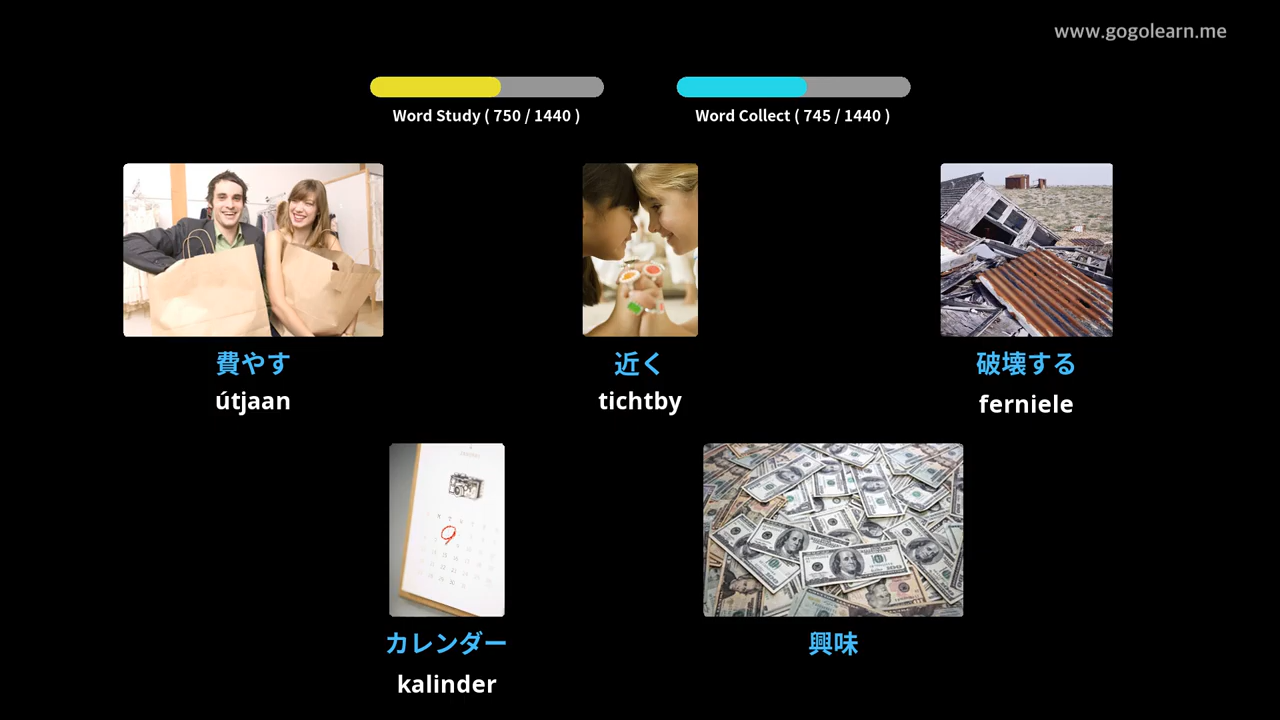 www.gogolearn.me
Word Study ( 750 / 1440 )
Word Collect ( 745 / 1440 )
費やす
útjaan
近く
tichtby
破壊する
ferniele
カレンダー
kalinder
興味